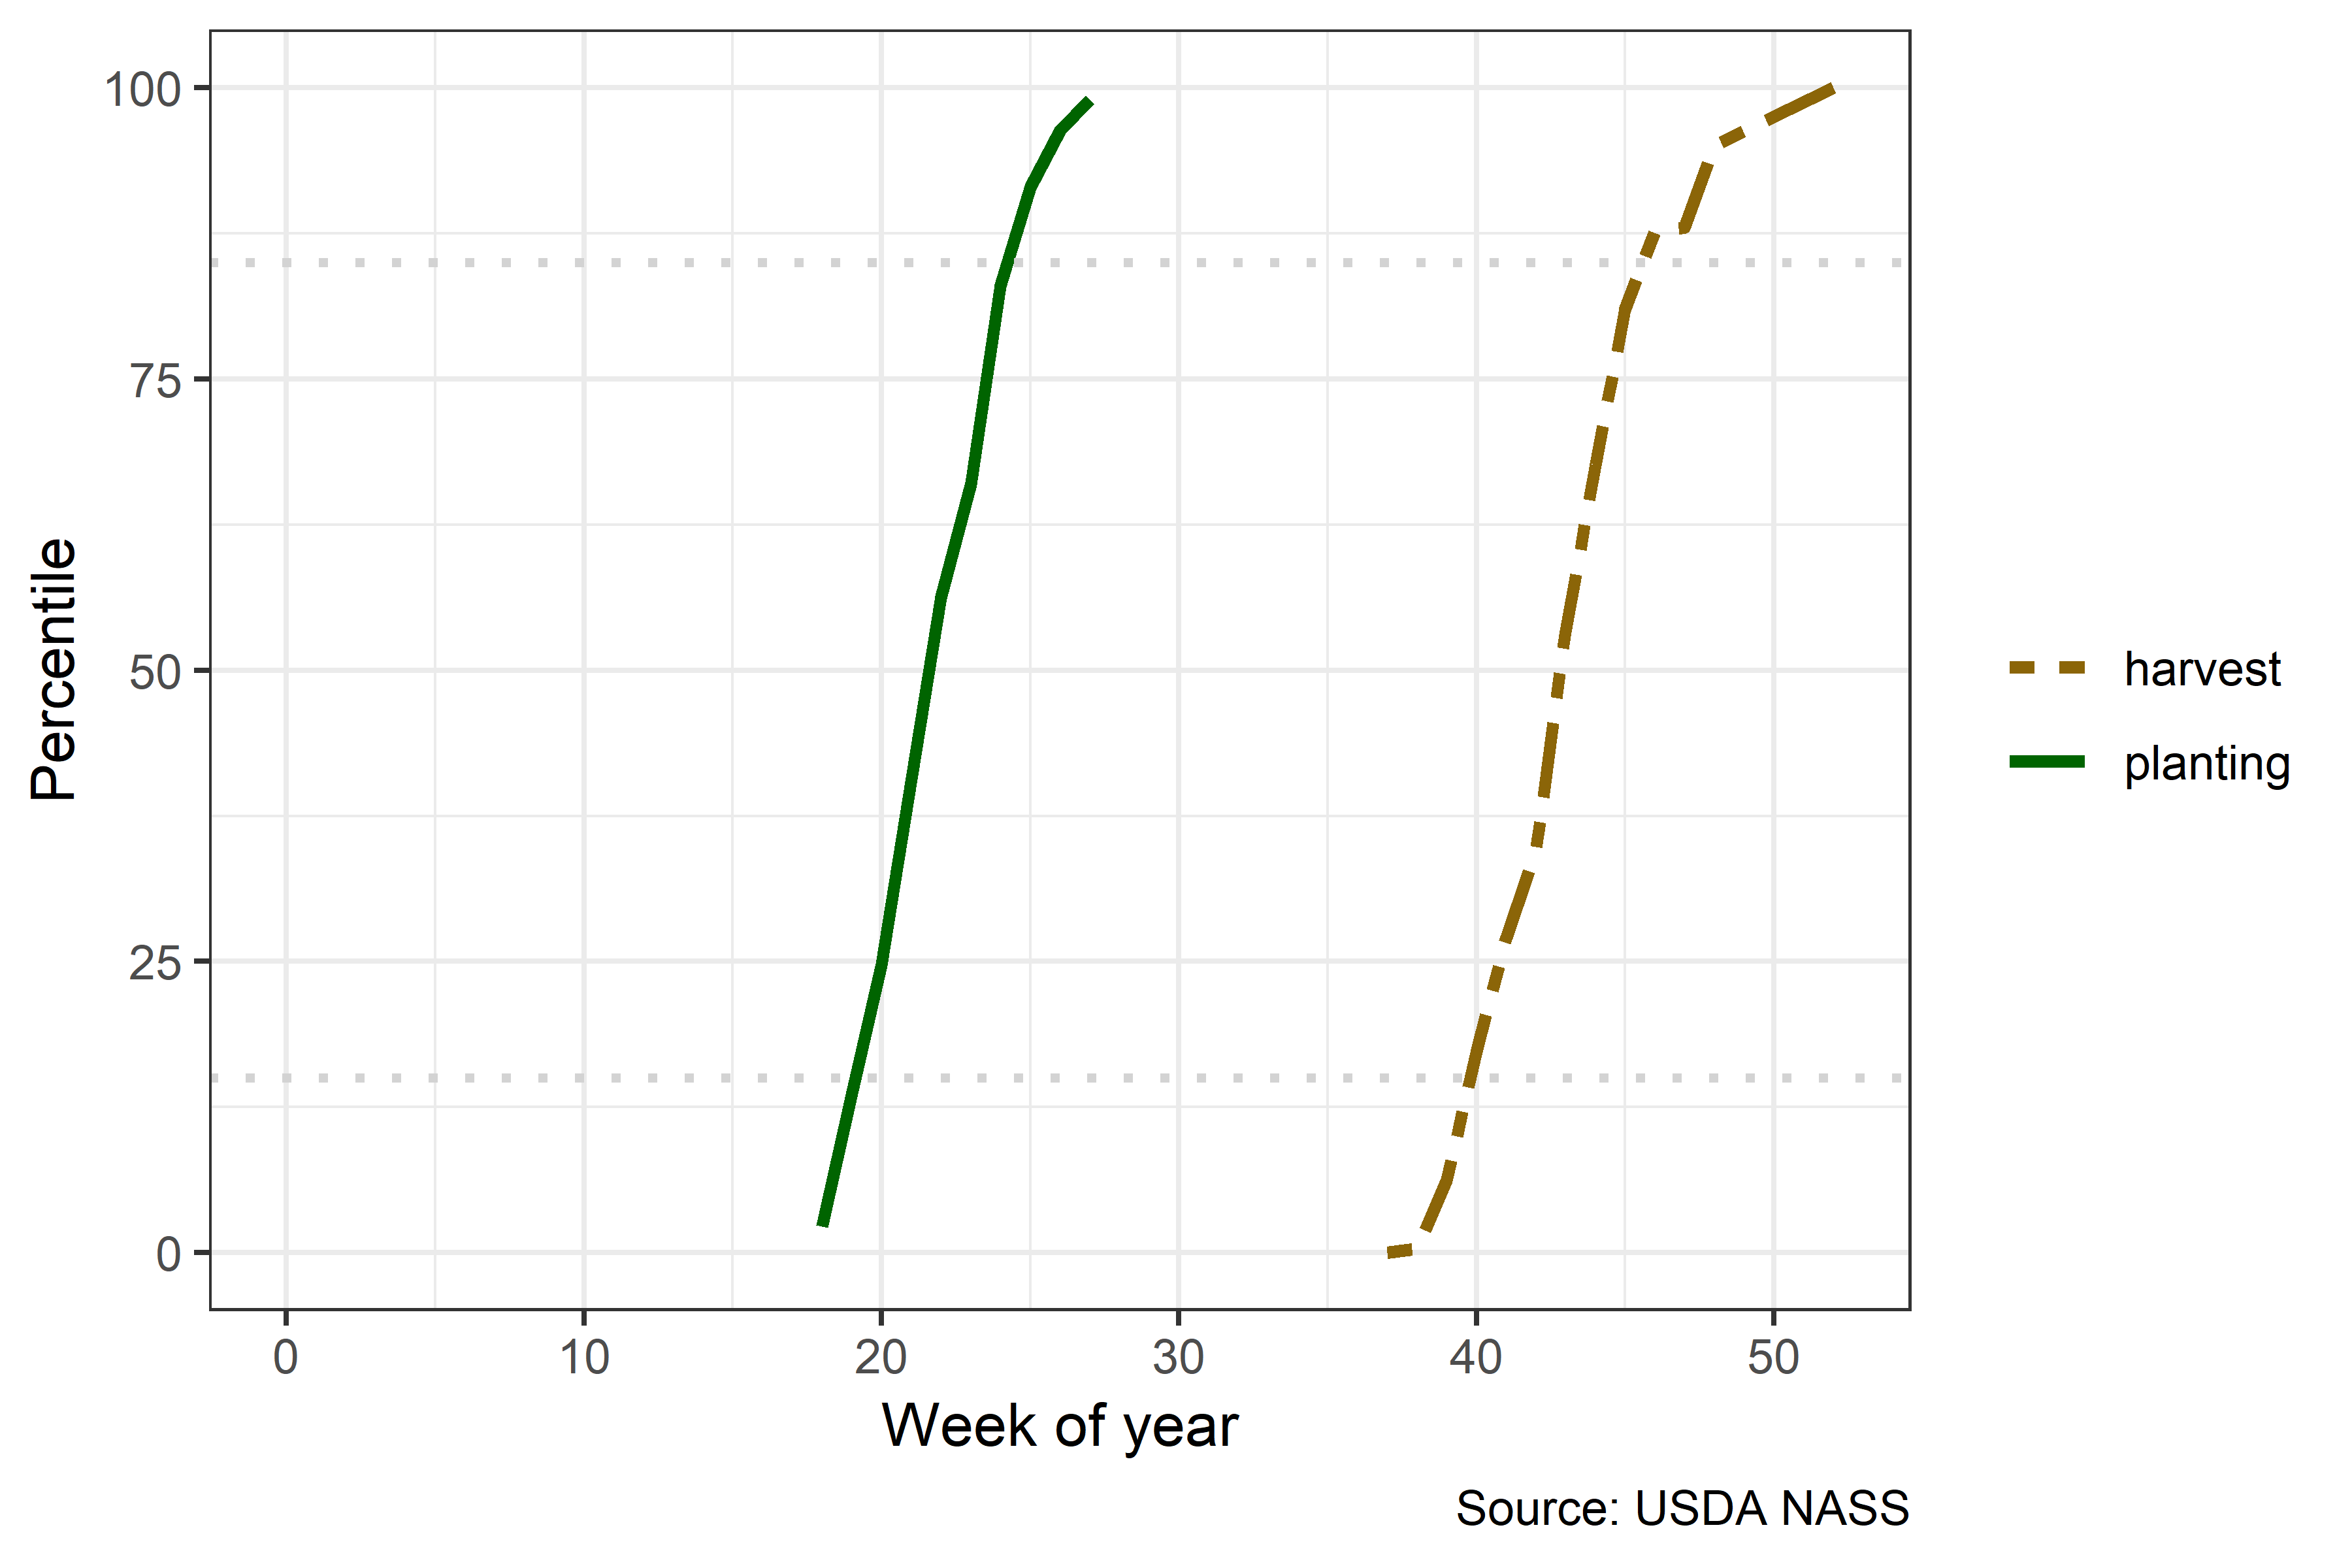 100
75
50
25
0
Percentile
0 10 20 30 40 50
Week of year
harvest
planting
Source: USDA NASS